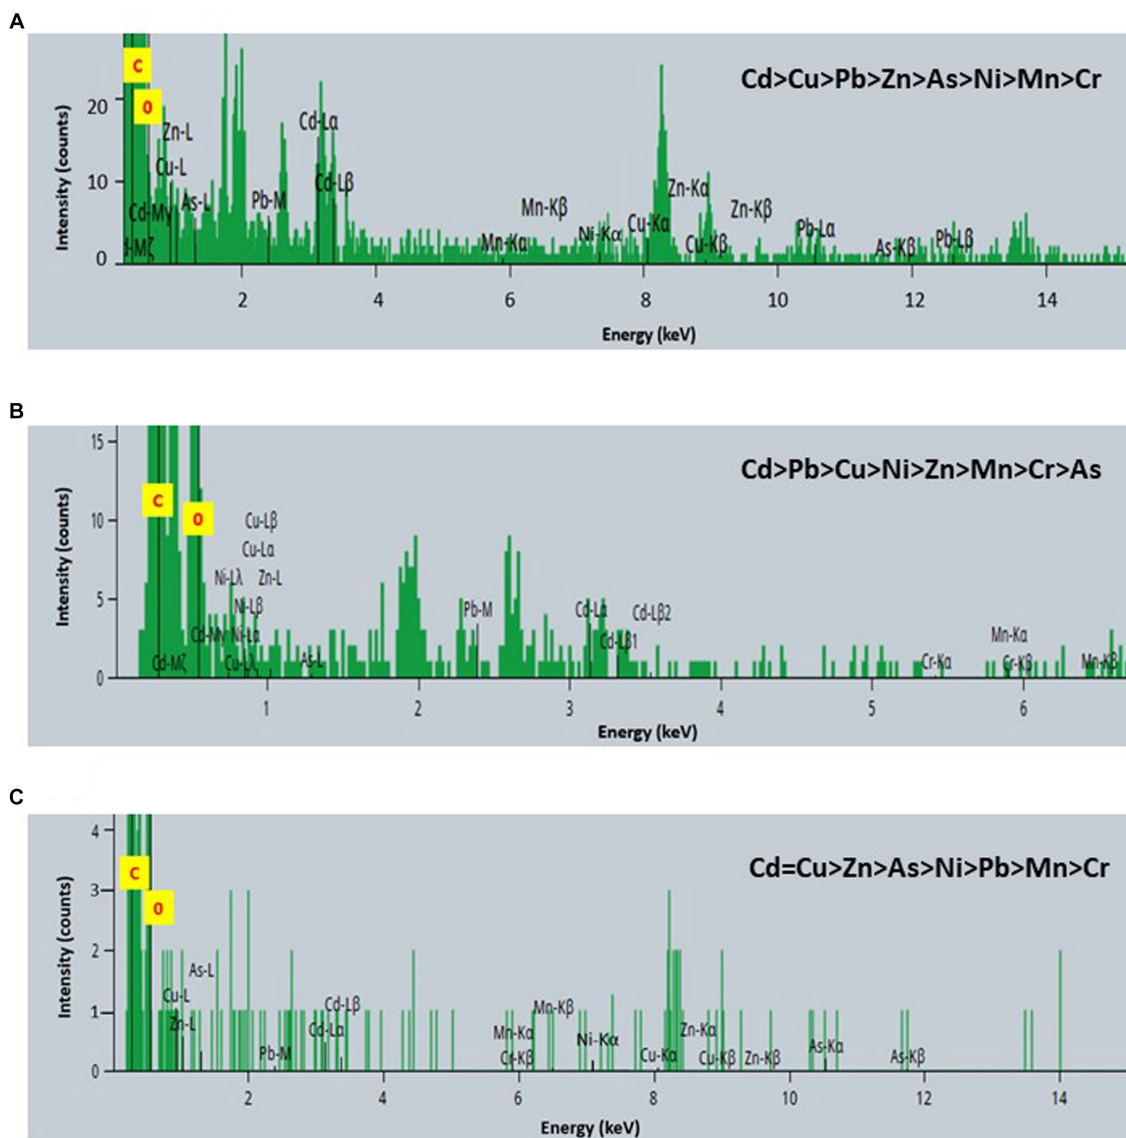 A
Cd>Cu>Pb>Zn>As>Ni>Mn>Cr
C
O
Zn-L
Cu-L
As-L
Cd-Mγ
d-Mζ
Pb-M
Cd-Lα
Cd-Lβ
Mn-Kα
Mn-Kβ
Ni-Kα
Cu-Kα
Zn-Kα
Cu-Kβ
Zn-Kβ
Pb-Lα
As-Kβ
Pb-Lβ
Intensity (counts)
20
10
0
2 4 6 8 10 12 14
Energy (keV)
B
Cd>Pb>Cu>Ni>Zn>Mn>Cr>As
C
O
Cu-Lβ
Cu-Lα
Ni-Lλ Zn-L
Ni-Lβ
Cd-Mγ Ni-Lα
Cd-Mζ Cu-Lλ As-L
Pb-M
Cd-Lα
Cd-Lβ2
Cd-Lβ1
Mn-Kα
Cr-Kα Cr-Kβ Mn-Kβ
Intensity (counts)
15
10
5
0
1 2 3 4 5 6
Energy (keV)
C
Cd=Cu>Zn>As>Ni>Pb>Mn>Cr
C
O
As-L
Cu-L
Zn-L
Pb-M
Cd-Lβ
Cd-Lα
Mn-Kα
Cr-Kβ
Mn-Kβ
Ni-Kα
Cu-Kα
Zn-Kα
Cu-Kβ
Zn-Kβ
As-Kα
As-Kβ
Intensity (counts)
4
3
2
1
0
2 4 6 8 10 12 14
Energy (keV)